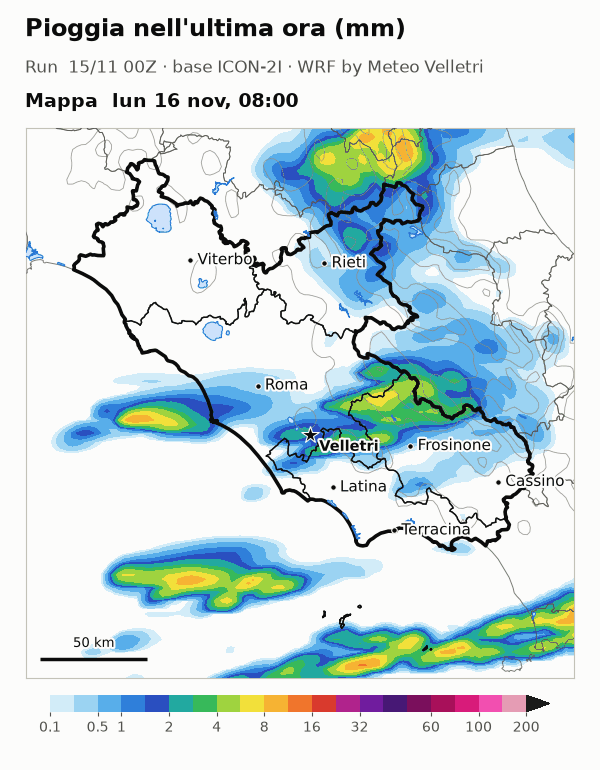 Pioggia nell'ultima ora (mm)
Run 15/11 00Z · base ICON-2I · WRF by Meteo Velletri
Mappa lun 16 nov, 08:00
Viterbo
Rieti
Roma
Velletri
Frosinone
Cassino
Latina
Terracina
50 km
0.1 0.5 1 2 4 8 16 32 60 100 200